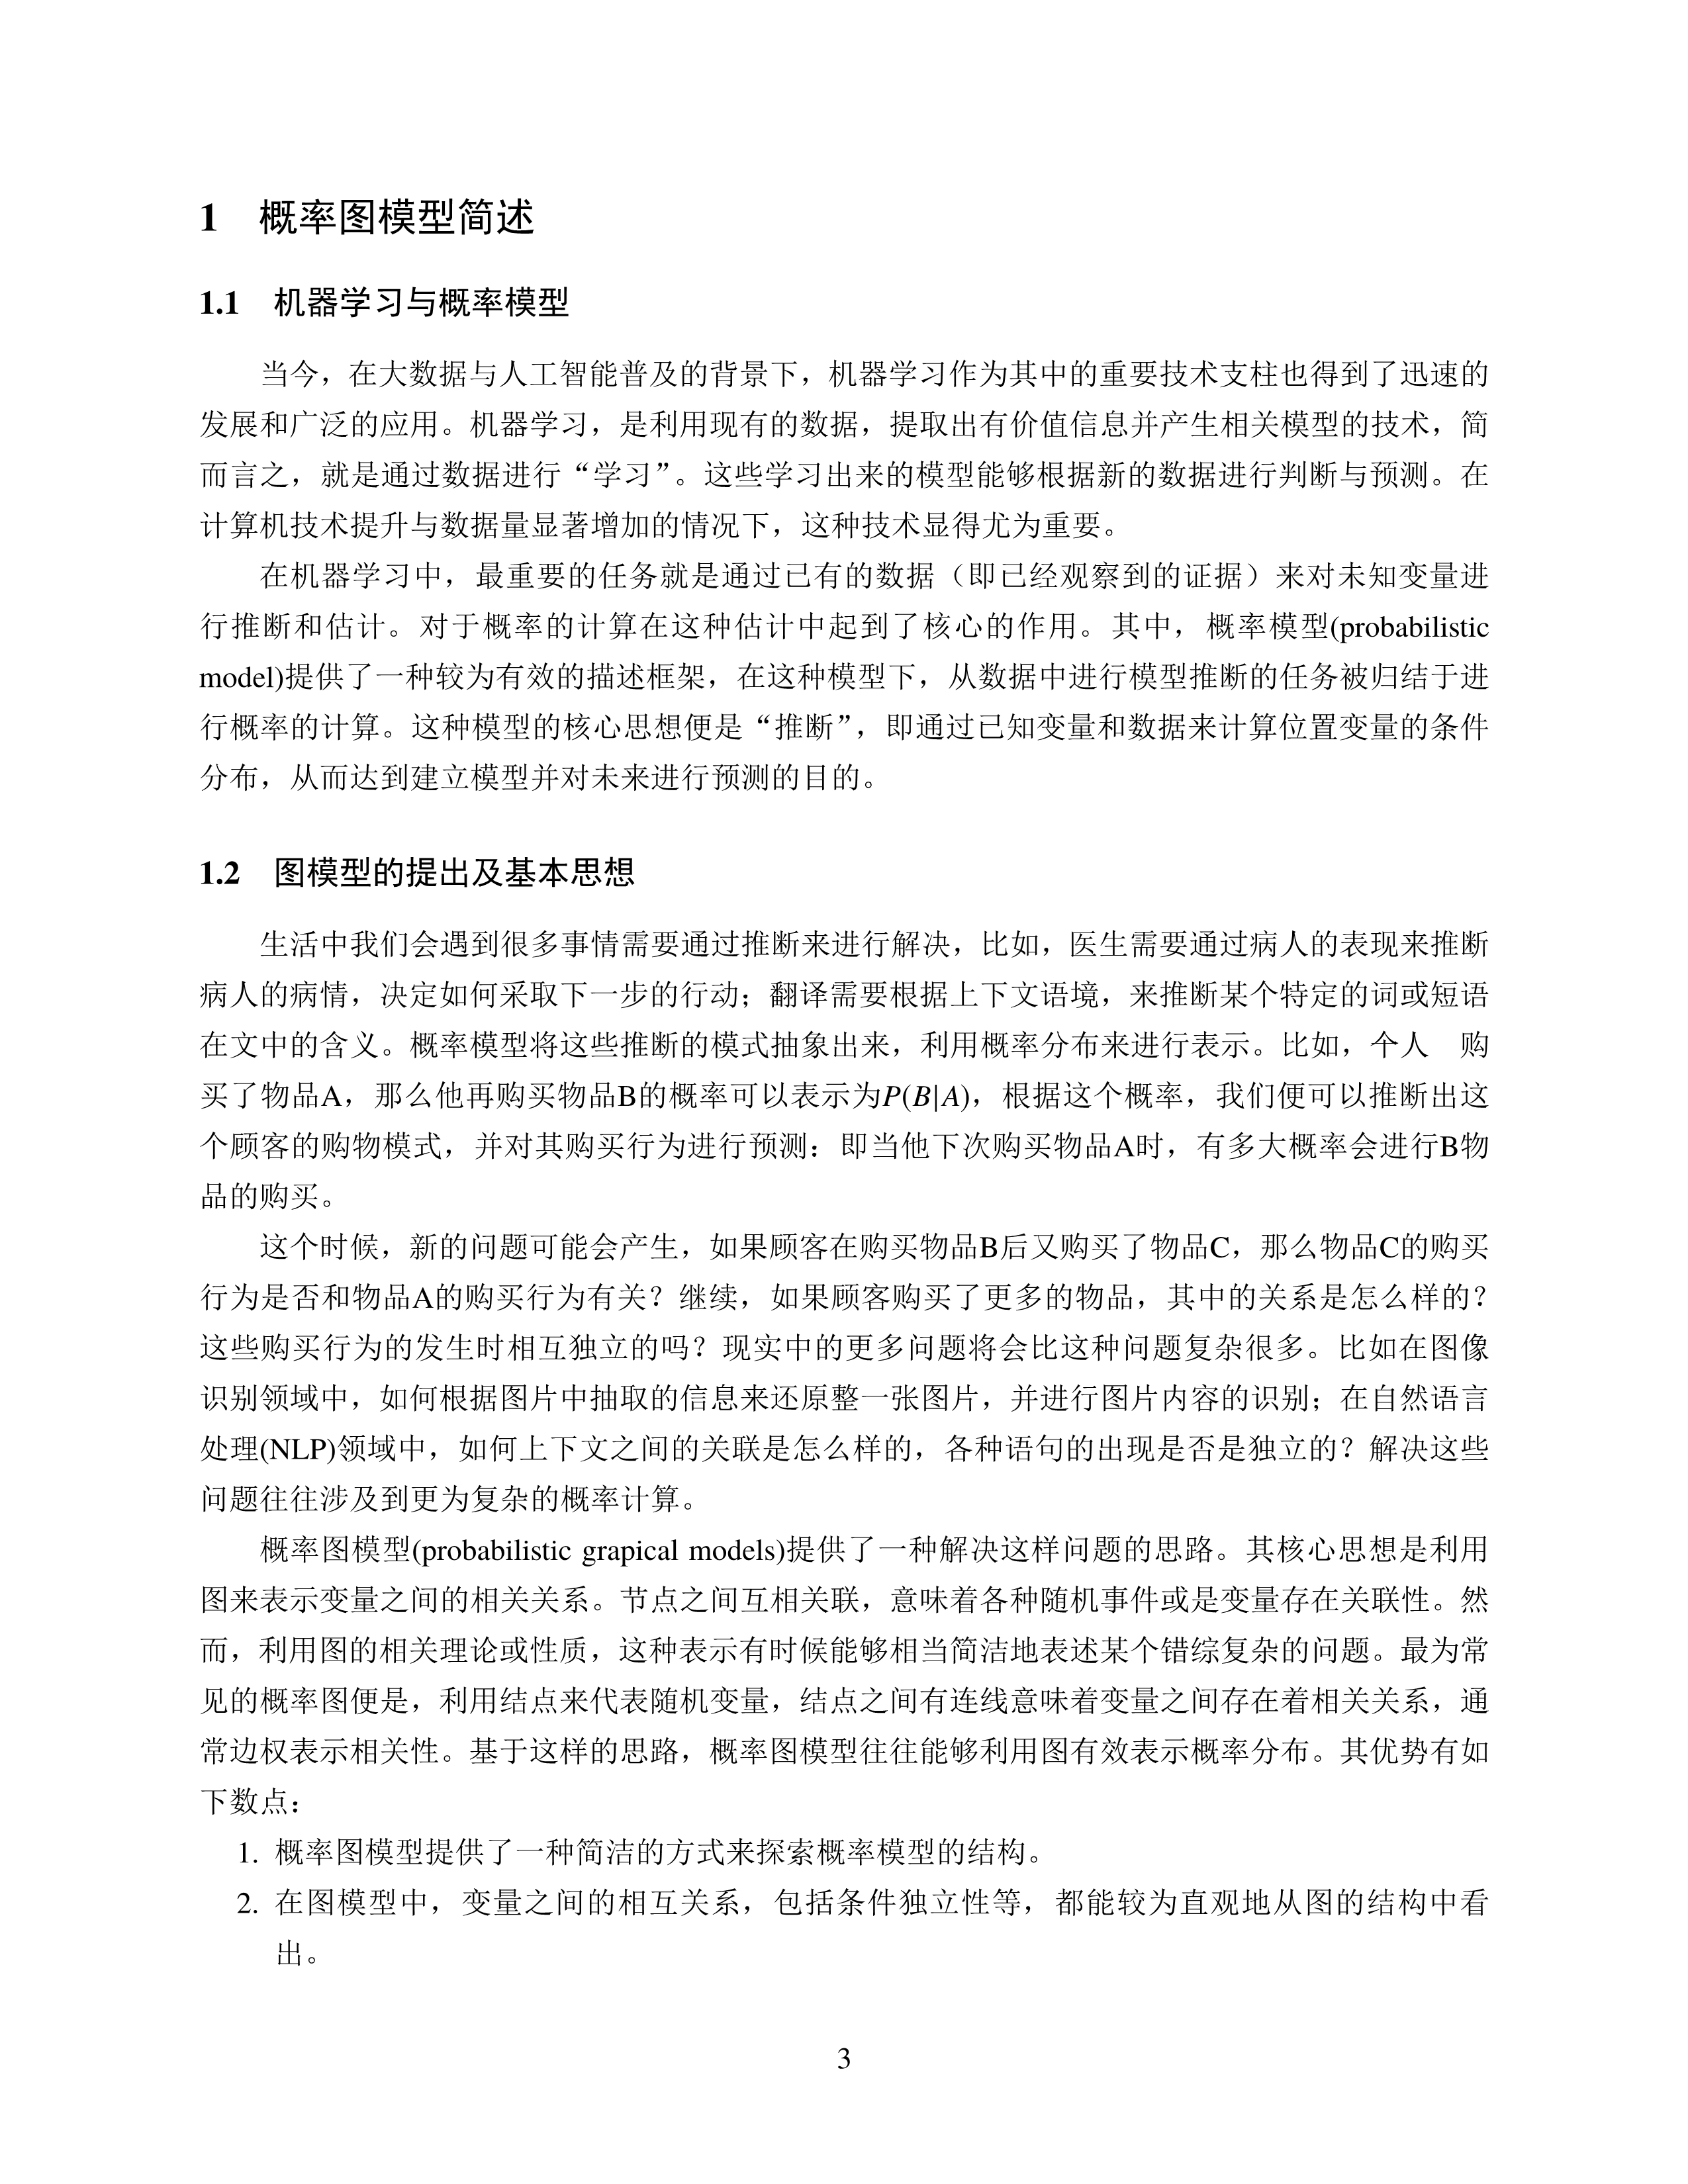 1 概率图模型简述
1.1 机器学习与概率模型
当今，在大数据与人工智能普及的背景下，机器学习作为其中的重要技术支柱也得到了迅速的
发展和广泛的应用。机器学习，是利用现有的数据，提取出有价值信息并产生相关模型的技术，简
而言之，就是通过数据进行“学习”。这些学习出来的模型能够根据新的数据进行判断与预测。在
计算机技术提升与数据量显著增加的情况下，这种技术显得尤为重要。
在机器学习中，最重要的任务就是通过已有的数据（即已经观察到的证据）来对未知变量进
行推断和估计。对于概率的计算在这种估计中起到了核心的作用。其中，概率模型(probabilistic
model)提供了一种较为有效的描述框架，在这种模型下，从数据中进行模型推断的任务被归结于进
行概率的计算。这种模型的核心思想便是“推断”，即通过已知变量和数据来计算位置变量的条件
分布，从而达到建立模型并对未来进行预测的目的。
1.2 图模型的提出及基本思想
生活中我们会遇到很多事情需要通过推断来进行解决，比如，医生需要通过病人的表现来推断
病人的病情，决定如何采取下一步的行动；翻译需要根据上下文语境，来推断某个特定的词或短语
在文中的含义。概率模型将这些推断的模式抽象出来，利用概率分布来进行表示。比如，个人　购
买了物品A，那么他再购买物品B的概率可以表示为P(B|A)，根据这个概率，我们便可以推断出这
个顾客的购物模式，并对其购买行为进行预测：即当他下次购买物品A时，有多大概率会进行B物
品的购买。
这个时候，新的问题可能会产生，如果顾客在购买物品B后又购买了物品C，那么物品C的购买
行为是否和物品A的购买行为有关？继续，如果顾客购买了更多的物品，其中的关系是怎么样的？
这些购买行为的发生时相互独立的吗？现实中的更多问题将会比这种问题复杂很多。比如在图像
识别领域中，如何根据图片中抽取的信息来还原整一张图片，并进行图片内容的识别；在自然语言
处理(NLP)领域中，如何上下文之间的关联是怎么样的，各种语句的出现是否是独立的？解决这些
问题往往涉及到更为复杂的概率计算。
概率图模型(probabilistic grapical models)提供了一种解决这样问题的思路。其核心思想是利用
图来表示变量之间的相关关系。节点之间互相关联，意味着各种随机事件或是变量存在关联性。然
而，利用图的相关理论或性质，这种表示有时候能够相当简洁地表述某个错综复杂的问题。最为常
见的概率图便是，利用结点来代表随机变量，结点之间有连线意味着变量之间存在着相关关系，通
常边权表示相关性。基于这样的思路，概率图模型往往能够利用图有效表示概率分布。其优势有如
下数点：
1. 概率图模型提供了一种简洁的方式来探索概率模型的结构。
2. 在图模型中，变量之间的相互关系，包括条件独立性等，都能较为直观地从图的结构中看
出。
3